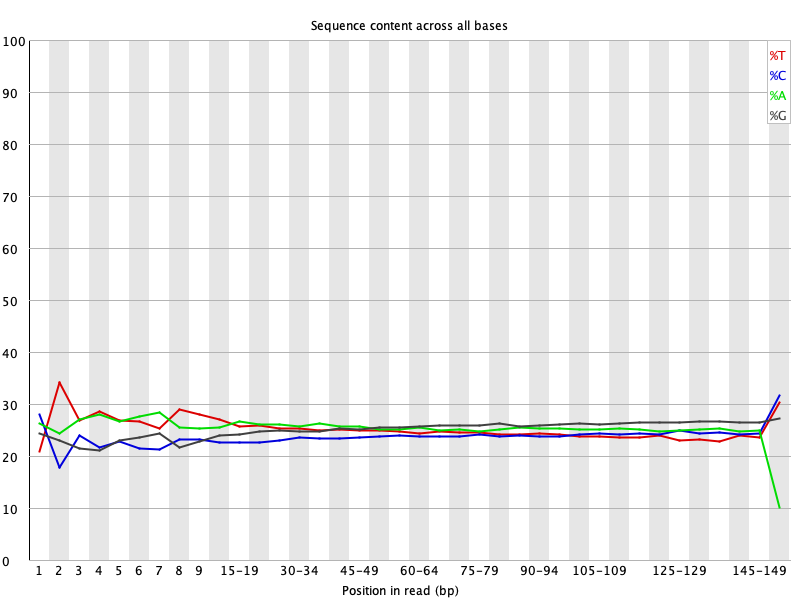 Sequence content across all bases
100
90
80
70
60
50
40
30
20
10
0
%T
%C
%A
%G
1 2 3 4 5 6 7 8 9 15-19 30-34 45-49 60-64 75-79 90-94 105-109 125-129 145-149
Position in read (bp)